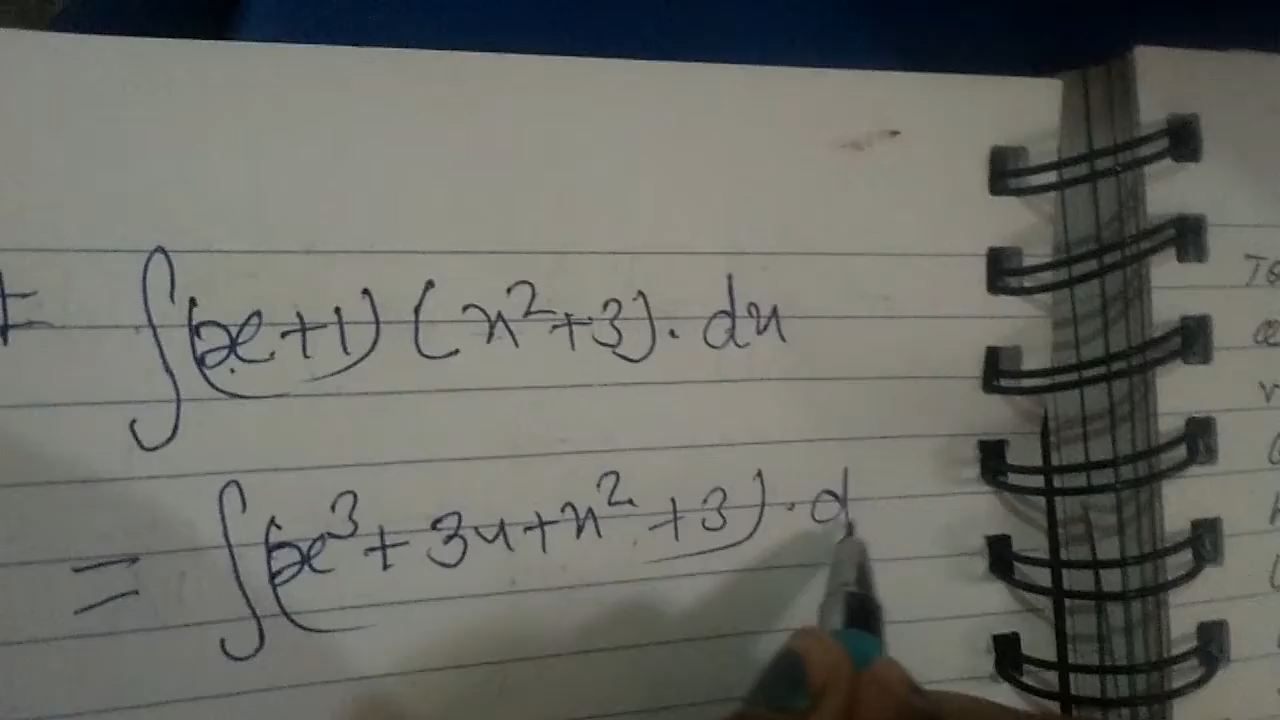 ∫(x+1)(x²+3).dx
= ∫(x³+3x+x²+3).d